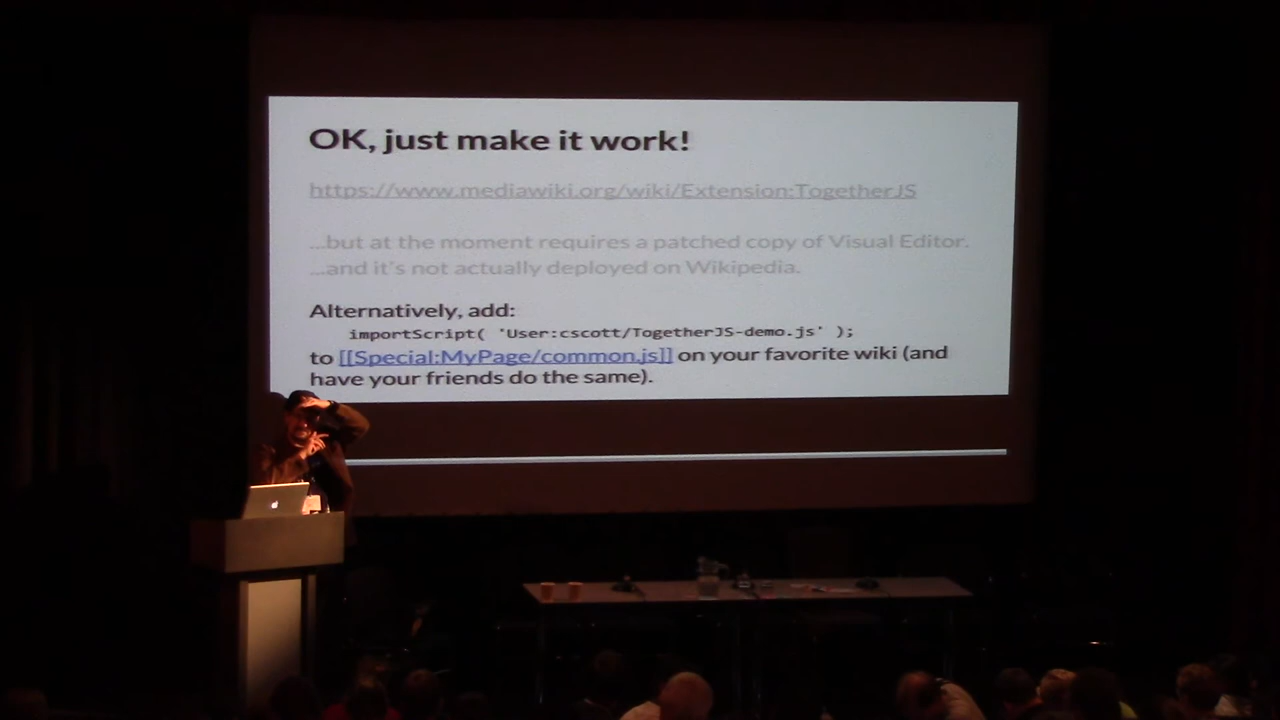 OK, just make it work!
https://www.mediawiki.org/wiki/Extension:TogetherJS
...but at the moment requires a patched copy of Visual Editor.
...and it's not actually deployed on Wikipedia.
Alternatively, add:
importScript( 'User:cscott/TogetherJS-demo.js' );
to [[Special:MyPage/common.js]] on your favorite wiki (and
have your friends do the same).